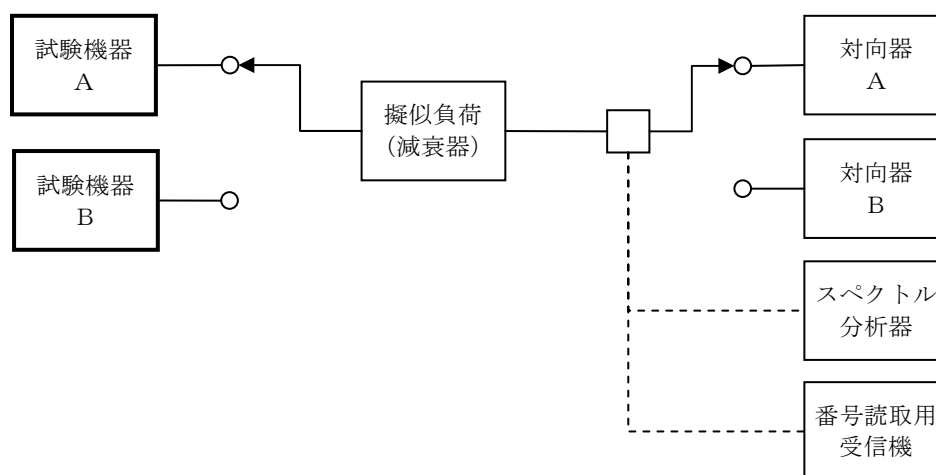 試験機器
A
擬似負荷
（減衰器）
対向器
A
試験機器
B
対向器
B
スペクトル
分析器
番号読取用
受信機